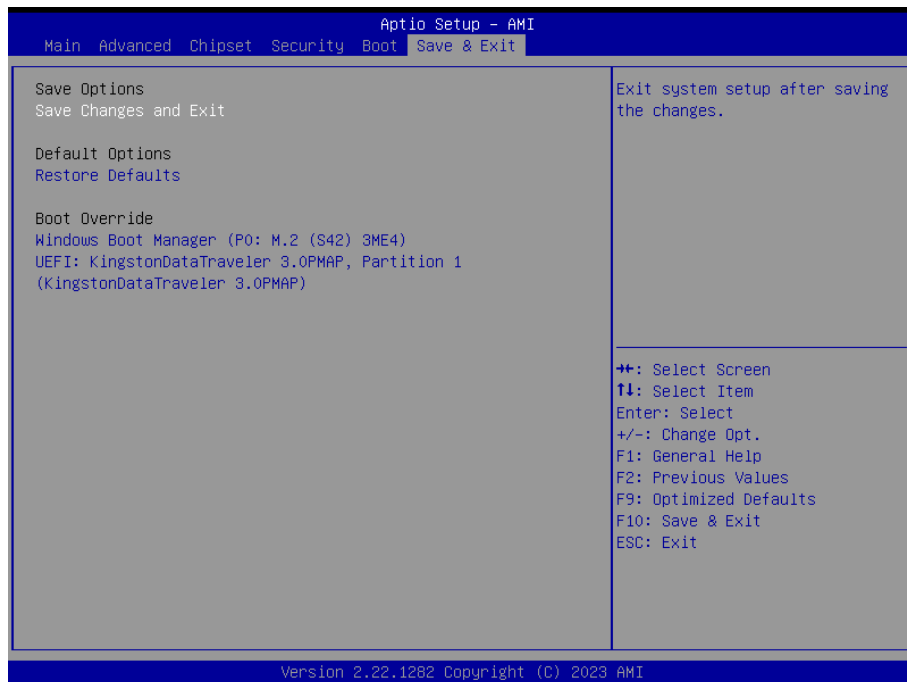 Aptio Setup – AMI
Main Advanced Chipset Security Boot Save & Exit
Save Options
Save Changes and Exit
Default Options
Restore Defaults
Boot Override
Windows Boot Manager (P0: M.2 (S42) 3ME4)
UEFI: KingstonDataTraveler 3.0PMAP, Partition 1
(KingstonDataTraveler 3.0PMAP)
Exit system setup after saving
the changes.
→←: Select Screen
↑↓: Select Item
Enter: Select
+/-: Change Opt.
F1: General Help
F2: Previous Values
F9: Optimized Defaults
F10: Save & Exit
ESC: Exit
Version 2.22.1282 Copyright (C) 2023 AMI